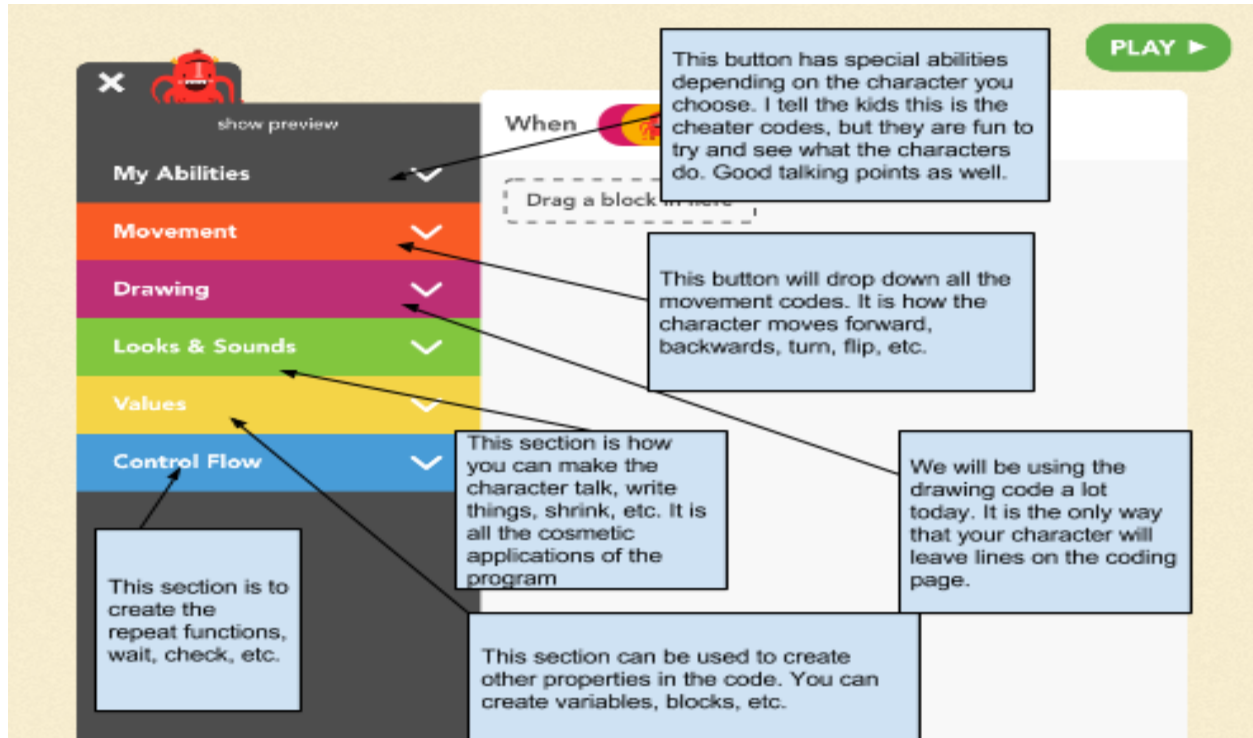 PLAY
show preview
When
My Abilities
Drag a block in here
Movement
Drawing
Looks & Sounds
Values
Control Flow
This button has special abilities
depending on the character you
choose. I tell the kids this is the
cheater codes, but they are fun to
try and see what the characters
do. Good talking points as well.
This button will drop down all the
movement codes. It is how the
character moves forward,
backwards, turn, flip, etc.
This section is how
you can make the
character talk, write
things, shrink, etc. It is
all the cosmetic
applications of the
program
We will be using the
drawing code a lot
today. It is the only way
that your character will
leave lines on the coding
page.
This section is to
create the
repeat functions,
wait, check, etc.
This section can be used to create
other properties in the code. You can
create variables, blocks, etc.